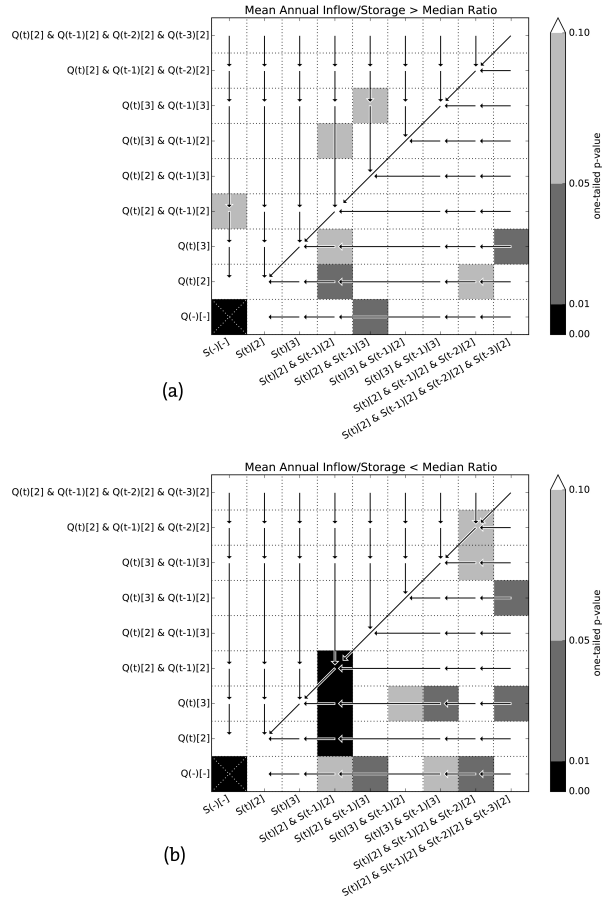 Mean Annual Inflow/Storage > Median Ratio
Q(t)[2] & Q(t-1)[2] & Q(t-2)[2] & Q(t-3)[2]
Q(t)[2] & Q(t-1)[2] & Q(t-2)[2]
Q(t)[3] & Q(t-1)[3]
Q(t)[3] & Q(t-1)[2]
Q(t)[2] & Q(t-1)[3]
Q(t)[2] & Q(t-1)[2]
Q(t)[3]
Q(t)[2]
Q(-)[-]
S(-)[-]
S(t)[2]
S(t)[3]
S(t)[2] & S(t-1)[2]
S(t)[2] & S(t-1)[3]
S(t)[3] & S(t-1)[2]
S(t)[3] & S(t-1)[3]
S(t)[2] & S(t-1)[2] & S(t-2)[2]
S(t)[2] & S(t-1)[2] & S(t-2)[2] & S(t-3)[2]
0.10
0.05
0.01
0.00
one-tailed p-value
(a)
Mean Annual Inflow/Storage < Median Ratio
Q(t)[2] & Q(t-1)[2] & Q(t-2)[2] & Q(t-3)[2]
Q(t)[2] & Q(t-1)[2] & Q(t-2)[2]
Q(t)[3] & Q(t-1)[3]
Q(t)[3] & Q(t-1)[2]
Q(t)[2] & Q(t-1)[3]
Q(t)[2] & Q(t-1)[2]
Q(t)[3]
Q(t)[2]
Q(-)[-]
S(-)[-]
S(t)[2]
S(t)[3]
S(t)[2] & S(t-1)[2]
S(t)[2] & S(t-1)[3]
S(t)[3] & S(t-1)[2]
S(t)[3] & S(t-1)[3]
S(t)[2] & S(t-1)[2] & S(t-2)[2]
S(t)[2] & S(t-1)[2] & S(t-2)[2] & S(t-3)[2]
0.10
0.05
0.01
0.00
one-tailed p-value
(b)